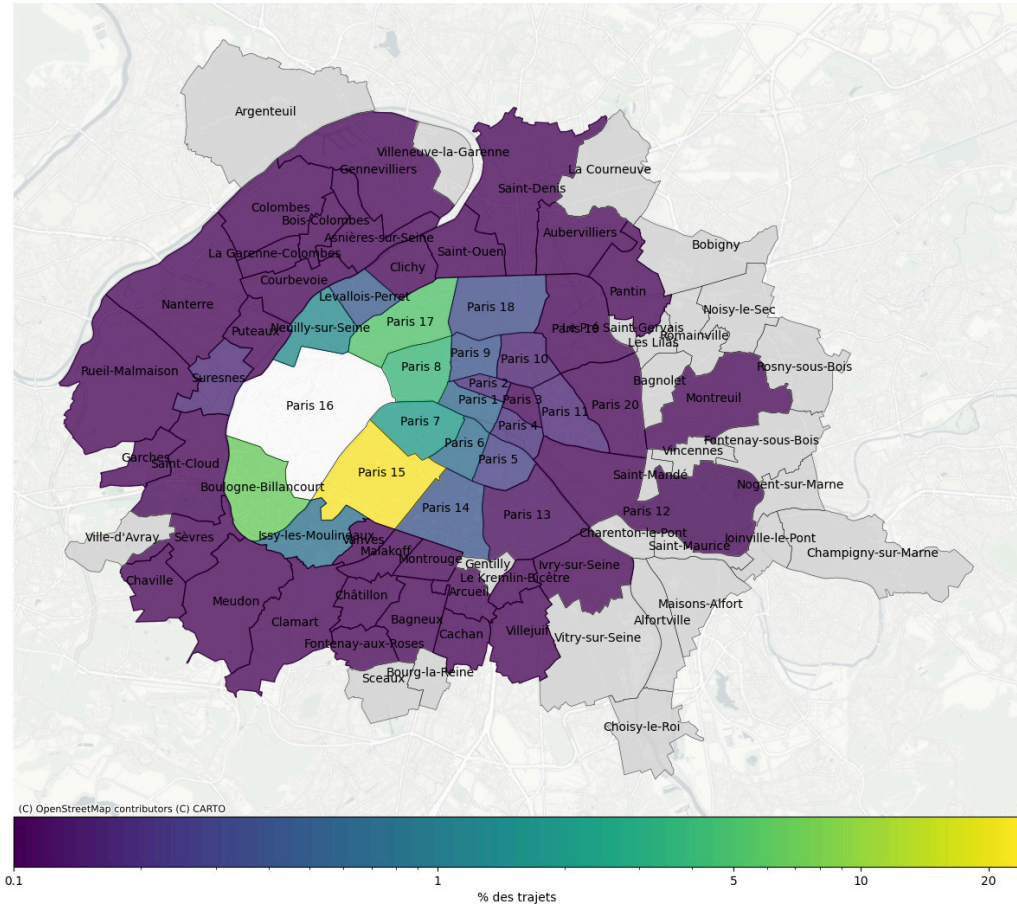 Argenteuil
Villeneuve-la-Garenne
Gennevilliers
La Courneuve
Saint-Denis
Colombes
Bois-Colombes
Asnières-sur-Seine
Aubervilliers
Bobigny
La Garenne-Colombes
Saint-Ouen
Clichy
Courbevoie
Pantin
Levallois-Perret
Nanterre
Paris 18
Noisy-le-Sec
Paris 17
Neuilly-sur-Seine
Puteaux
Paris 19
Le Pré Saint-Gervais
Romainville
Les Lilas
Paris 9
Paris 10
Paris 8
Rosny-sous-Bois
Rueil-Malmaison
Suresnes
Bagnolet
Paris 2
Paris 16
Paris 1
Paris 3
Montreuil
Paris 20
Paris 11
Paris 7
Paris 4
Paris 6
Fontenay-sous-Bois
Vincennes
Garches
Saint-Cloud
Paris 5
Paris 15
Saint-Mandé
Boulogne-Billancourt
Nogent-sur-Marne
Paris 14
Paris 13
Paris 12
Ville-d'Avray
Sèvres
Issy-les-Moulineaux
Vanves
Charenton-le-Pont
Joinville-le-Pont
Saint-Maurice
Malakoff
Champigny-sur-Marne
Montrouge
Gentilly
Ivry-sur-Seine
Le Kremlin-Bicêtre
Chaville
Châtillon
Arcueil
Meudon
Maisons-Alfort
Clamart
Bagneux
Alfortville
Cachan
Villejuif
Vitry-sur-Seine
Fontenay-aux-Roses
Bourg-la-Reine
Sceaux
Choisy-le-Roi
(C) OpenStreetMap contributors (C) CARTO
0.1 1 5 10 20
% des trajets